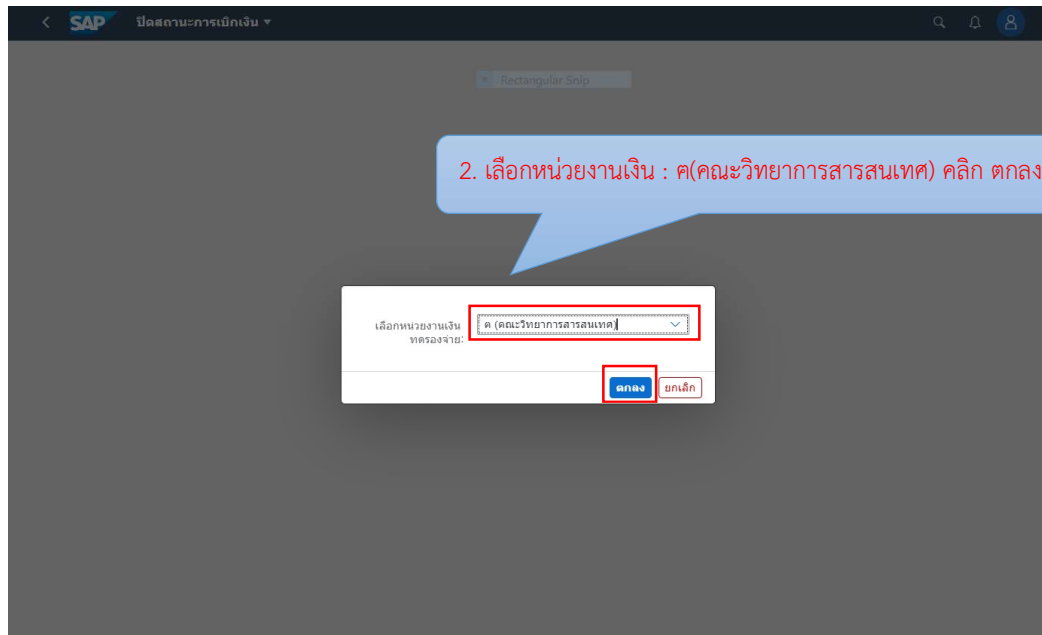 SAP ปิดสถานะการเบิกเงิน
Rectangular Snip
2. เลือกหน่วยงานเงิน : ฅ(คณะวิทยาการสารสนเทศ) คลิก ตกลง
เลือกหน่วยงานเงิน
ทดรองจ่าย:
ฅ (คณะวิทยาการสารสนเทศ)
ตกลง ยกเลิก